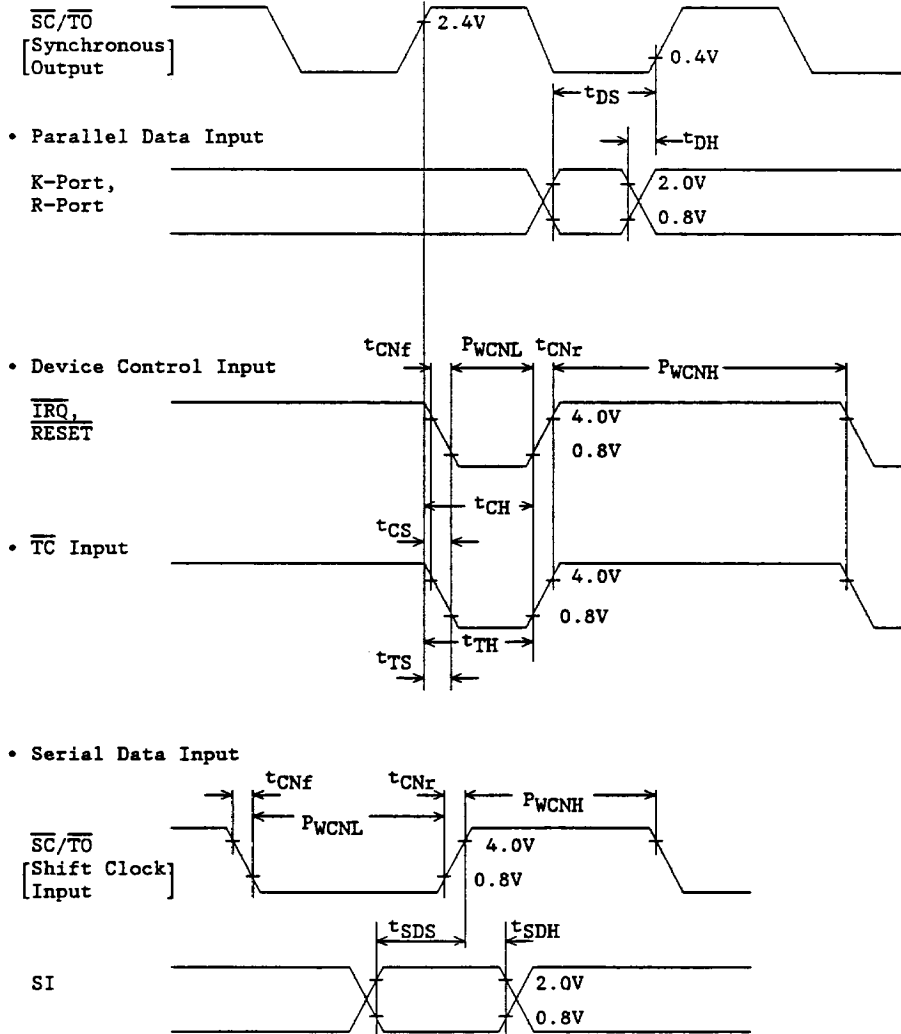 SC/TO
2.4V
[Synchronous
Output]
0.4V
tDS
• Parallel Data Input
tDH
K-Port,
R-Port
2.0V
0.8V
tCNf PWCNL tCNr
• Device Control Input
PWCNH
IRQ,
RESET
4.0V
0.8V
tCH
tCS
• TC Input
4.0V
0.8V
tTH
tTS
• Serial Data Input
tCNf tCNr
PWCNH
PWCNL
SC/TO
4.0V
[Shift Clock
Input]
0.8V
tSDS tSDH
SI
2.0V
0.8V